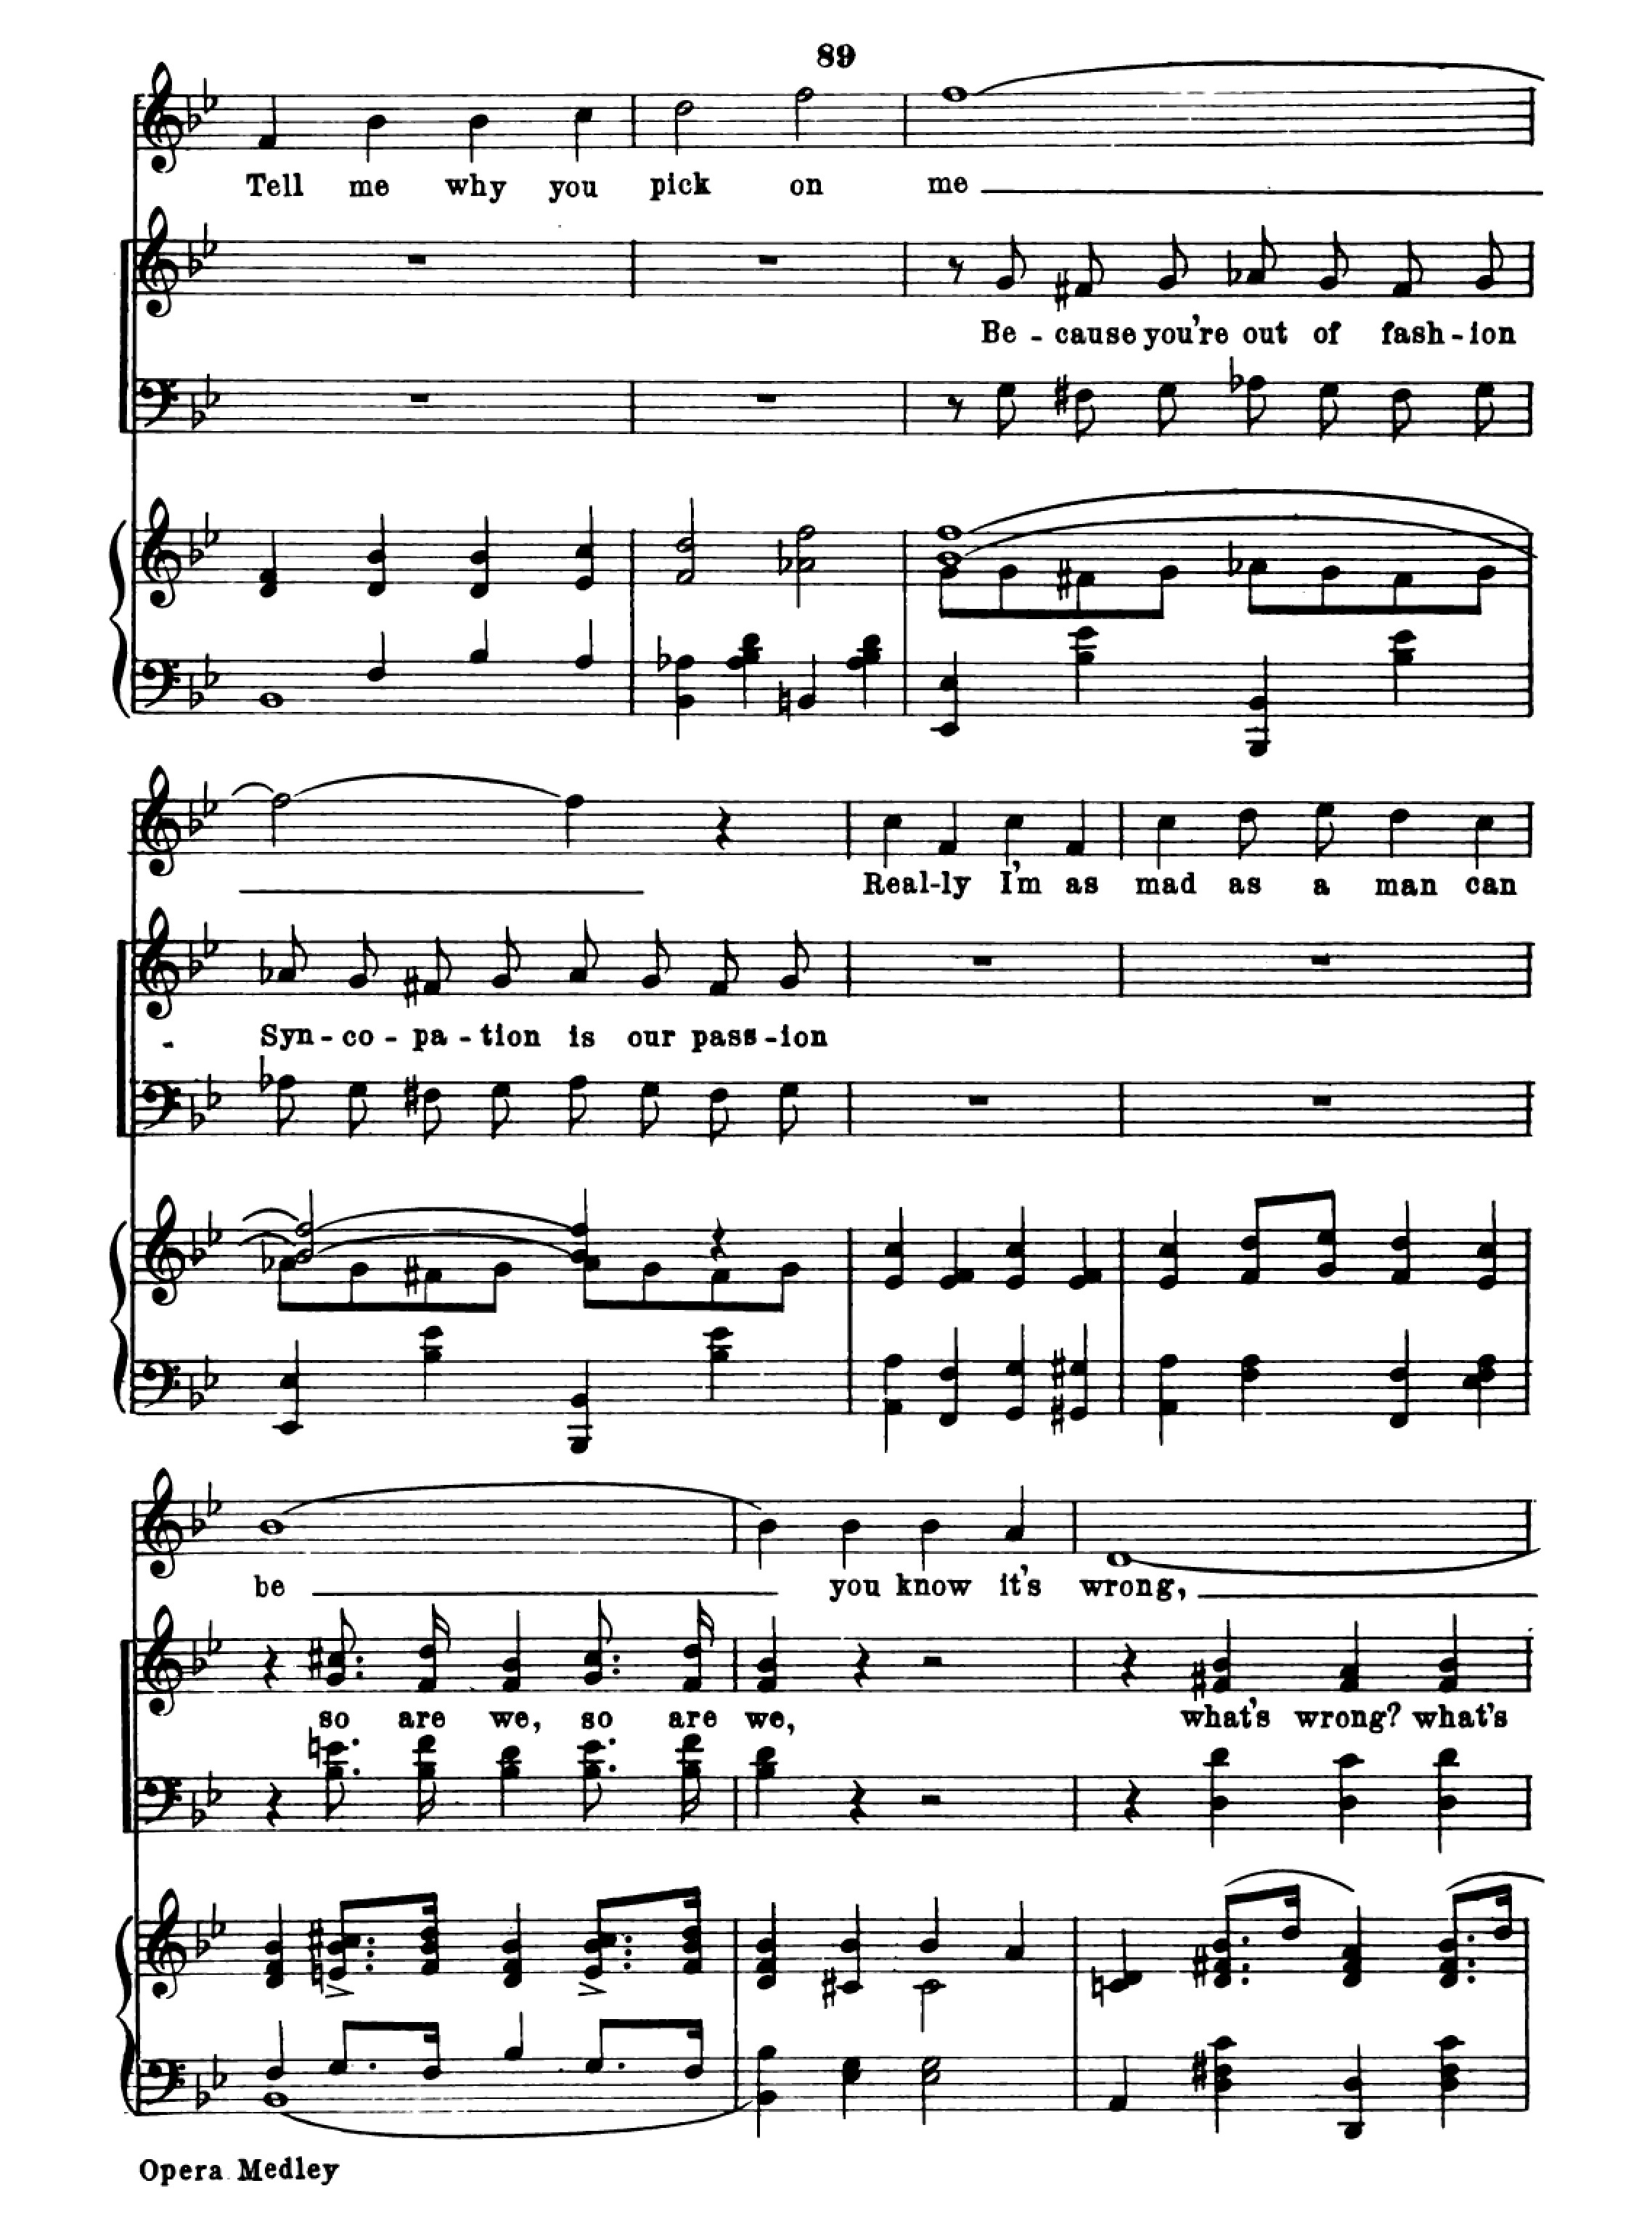 89
Tell me why you pick on me
Be - cause you're out of fash - ion
Real-ly I'm as mad as a man can
- Syn - co - pa - tion is our pass - ion
be you know it's wrong,
so are we, so are we, what's wrong? what's
Opera Medley